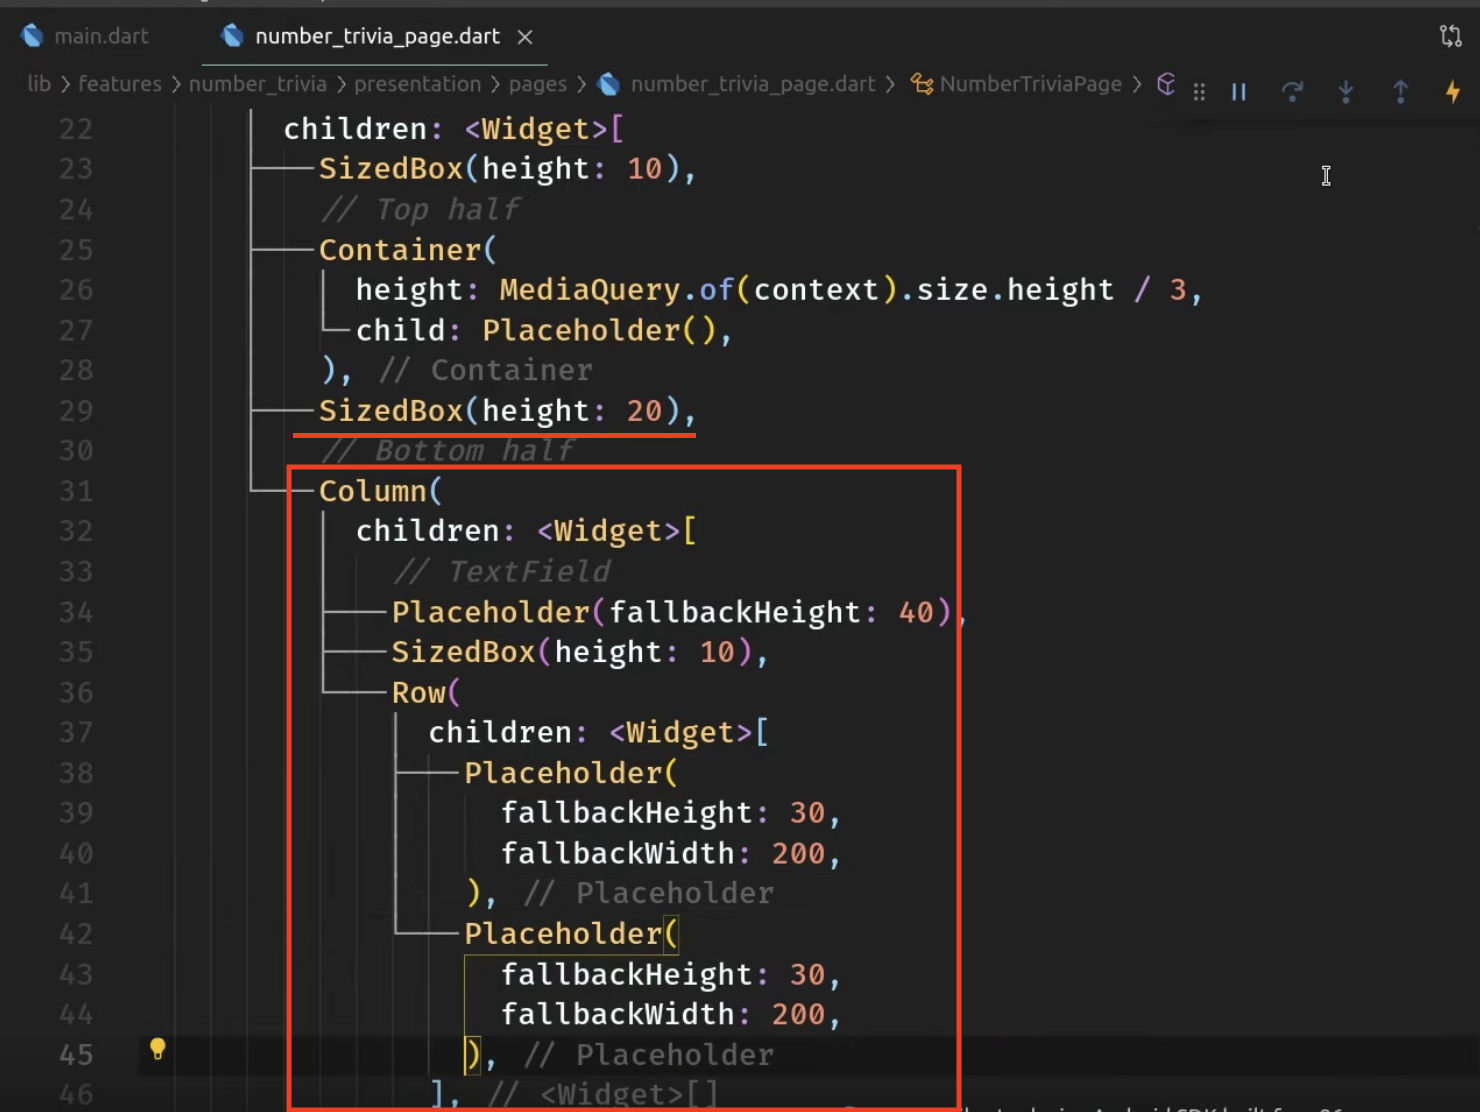 main.dart
number_trivia_page.dart
lib > features > number_trivia > presentation > pages > number_trivia_page.dart > NumberTriviaPage >
22 children: <Widget>[
23 SizedBox(height: 10),
24 // Top half
25 Container(
26 height: MediaQuery.of(context).size.height / 3,
27 child: Placeholder(),
28 ), // Container
29 SizedBox(height: 20),
30 // Bottom half
31 Column(
32 children: <Widget>[
33 // TextField
34 Placeholder(fallbackHeight: 40),
35 SizedBox(height: 10),
36 Row(
37 children: <Widget>[
38 Placeholder(
39 fallbackHeight: 30,
40 fallbackWidth: 200,
41 ), // Placeholder
42 Placeholder(
43 fallbackHeight: 30,
44 fallbackWidth: 200,
45 ), // Placeholder
46 ], // <Widget>[]